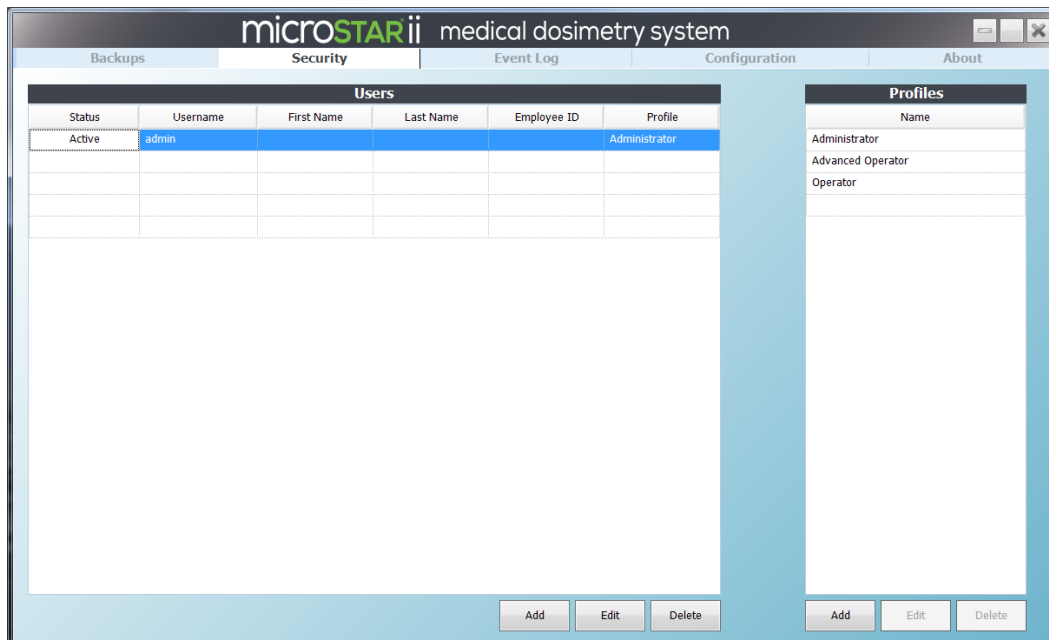 microSTARii medical dosimetry system
Backups Security Event Log Configuration About
Users
Status Username First Name Last Name Employee ID Profile
Active admin Administrator
Add Edit Delete
Profiles
Name
Administrator
Advanced Operator
Operator
Add Edit Delete